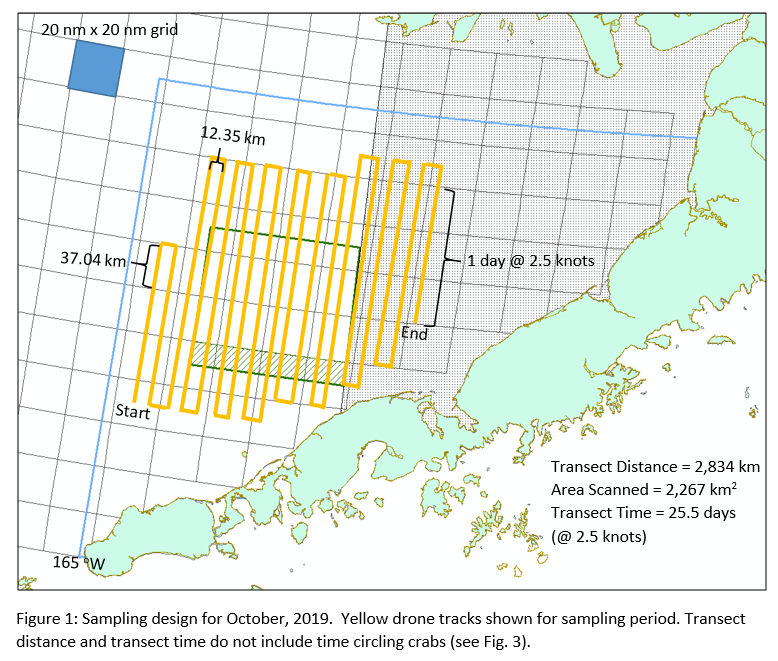 20 nm x 20 nm grid
12.35 km
37.04 km
1 day @ 2.5 knots
End
Start
Transect Distance = 2,834 km
Area Scanned = 2,267 km²
Transect Time = 25.5 days
(@ 2.5 knots)
165 °W
Figure 1: Sampling design for October, 2019.  Yellow drone tracks shown for sampling period. Transect
distance and transect time do not include time circling crabs (see Fig. 3).